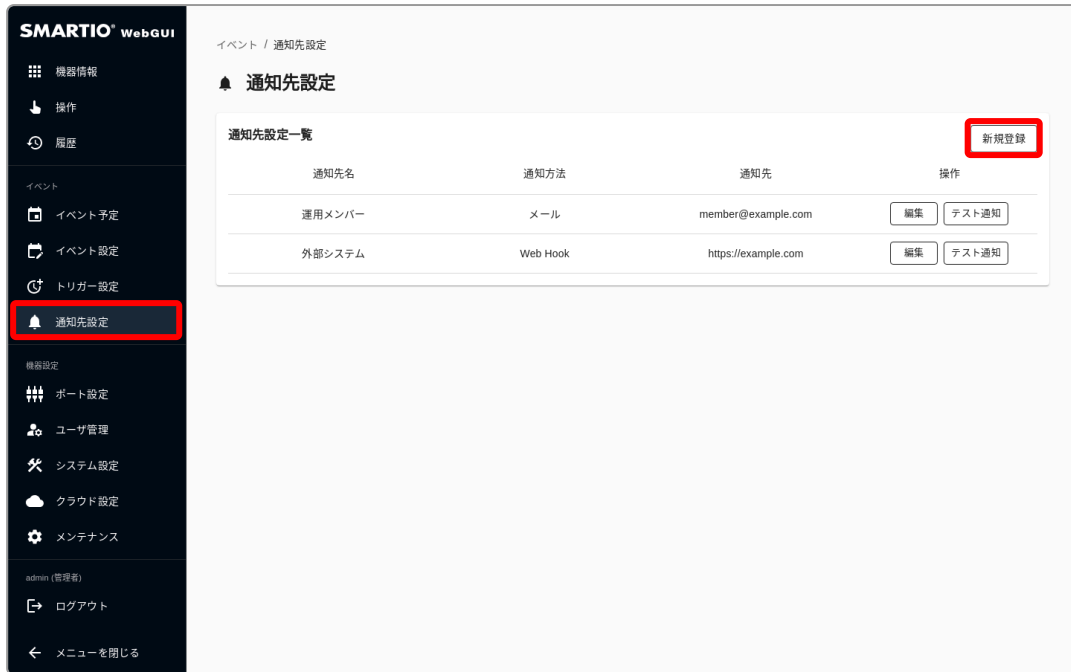 SMARTIO® WebGUI
機器情報
操作
履歴
イベント
イベント予定
イベント設定
トリガー設定
通知先設定
機器設定
ポート設定
ユーザ管理
システム設定
クラウド設定
メンテナンス
admin (管理者)
ログアウト
メニューを閉じる
イベント / 通知先設定
通知先設定
通知先設定一覧
新規登録
通知先名 通知方法 通知先 操作
運用メンバー メール member@example.com 編集 テスト通知
外部システム Web Hook https://example.com 編集 テスト通知